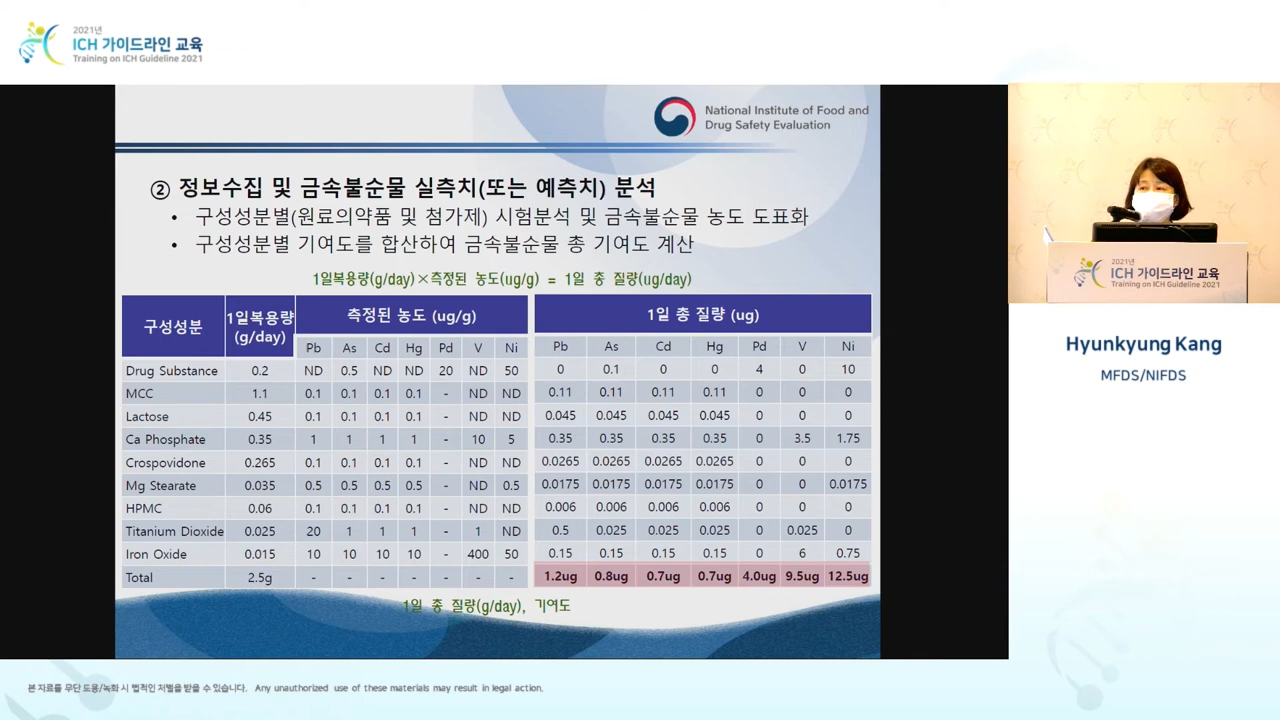 2021년
ICH 가이드라인 교육
Training on ICH Guideline 2021
National Institute of Food and
Drug Safety Evaluation
② 정보수집 및 금속불순물 실측치(또는 예측치) 분석
• 구성성분별(원료의약품 및 첨가제) 시험분석 및 금속불순물 농도 도표화
• 구성성분별 기여도를 합산하여 금속불순물 총 기여도 계산
1일복용량(g/day)×측정된 농도(ug/g) = 1일 총 질량(ug/day)
구성성분 1일복용량 (g/day) 측정된 농도 (ug/g) 1일 총 질량 (ug)
Pb As Cd Hg Pd V Ni Pb As Cd Hg Pd V Ni
Drug Substance 0.2 ND 0.5 ND ND 20 ND 50 0 0.1 0 0 4 0 10
MCC 1.1 0.1 0.1 0.1 0.1 - ND ND 0.11 0.11 0.11 0.11 0 0 0
Lactose 0.45 0.1 0.1 0.1 0.1 - ND ND 0.045 0.045 0.045 0.045 0 0 0
Ca Phosphate 0.35 1 1 1 1 - 10 5 0.35 0.35 0.35 0.35 0 3.5 1.75
Crospovidone 0.265 0.1 0.1 0.1 0.1 - ND ND 0.0265 0.0265 0.0265 0.0265 0 0 0
Mg Stearate 0.035 0.5 0.5 0.5 0.5 - ND 0.5 0.0175 0.0175 0.0175 0.0175 0 0 0.0175
HPMC 0.06 0.1 0.1 0.1 0.1 - ND ND 0.006 0.006 0.006 0.006 0 0 0
Titanium Dioxide 0.025 20 1 1 1 - 1 ND 0.5 0.025 0.025 0.025 0 0.025 0
Iron Oxide 0.015 10 10 10 10 - 400 50 0.15 0.15 0.15 0.15 0 6 0.75
Total 2.5g - - - - - - - 1.2ug 0.8ug 0.7ug 0.7ug 4.0ug 9.5ug 12.5ug
1일 총 질량(g/day), 기여도
2021년
ICH 가이드라인 교육
Training on ICH Guideline 2021
Hyunkyung Kang
MFDS/NIFDS
본 자료를 무단 도용/녹화 시 법적인 처벌을 받을 수 있습니다. Any unauthorized use of these materials may result in legal action.